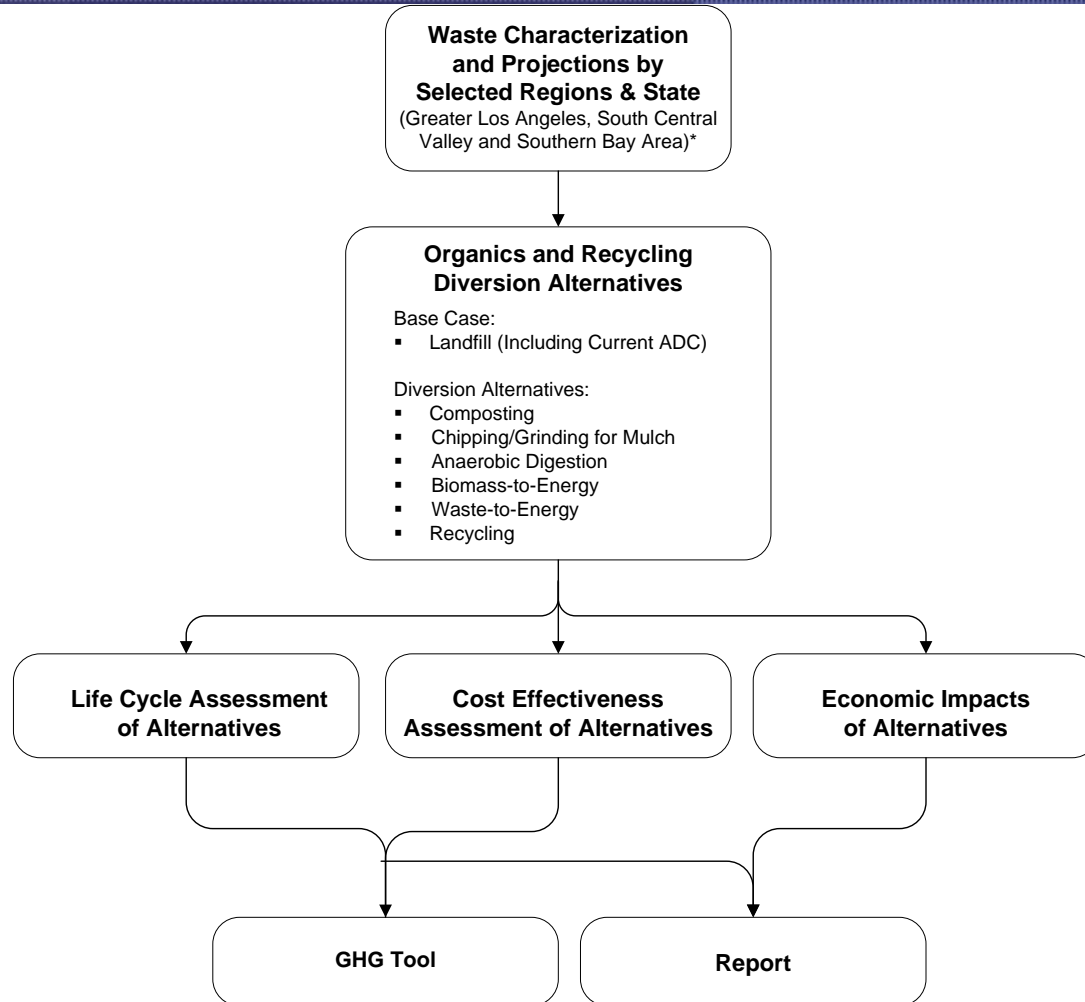 Waste Characterization
and Projections by
Selected Regions & State
(Greater Los Angeles, South Central
Valley and Southern Bay Area)*
Organics and Recycling
Diversion Alternatives
Base Case:
▪ Landfill (Including Current ADC)
Diversion Alternatives:
▪ Composting
▪ Chipping/Grinding for Mulch
▪ Anaerobic Digestion
▪ Biomass-to-Energy
▪ Waste-to-Energy
▪ Recycling
Life Cycle Assessment
of Alternatives
Cost Effectiveness
Assessment of Alternatives
Economic Impacts
of Alternatives
GHG Tool
Report